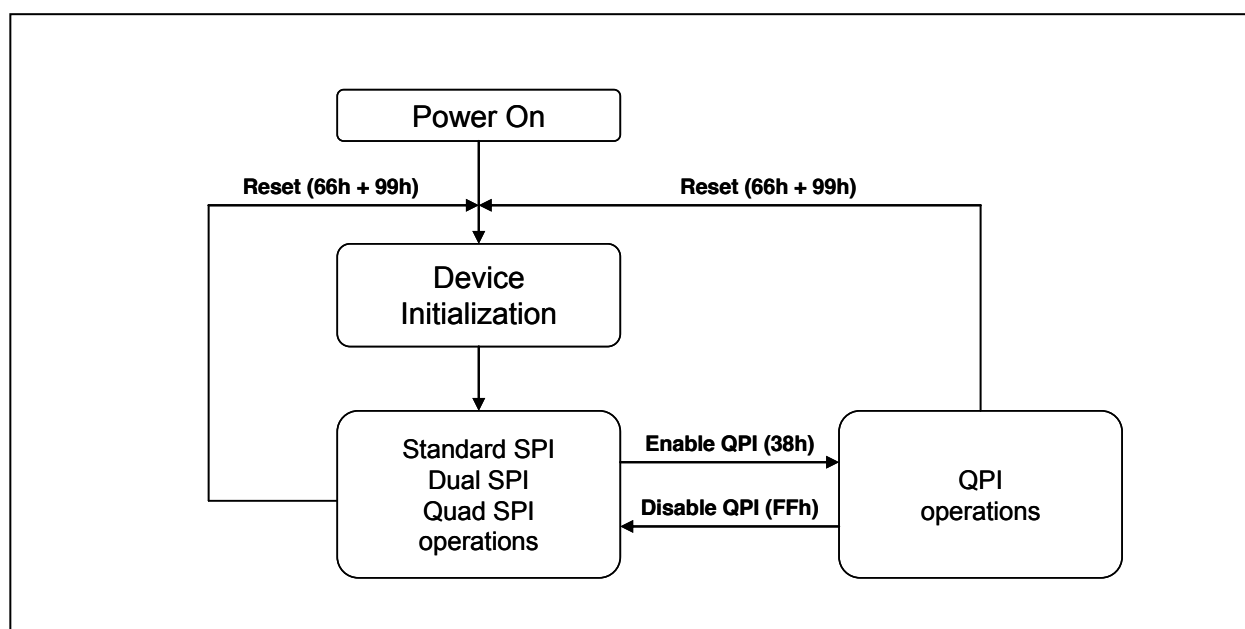 Power On
Reset (66h + 99h)
Reset (66h + 99h)
Device
Initialization
Standard SPI
Dual SPI
Quad SPI
operations
Enable QPI (38h)
Disable QPI (FFh)
QPI
operations